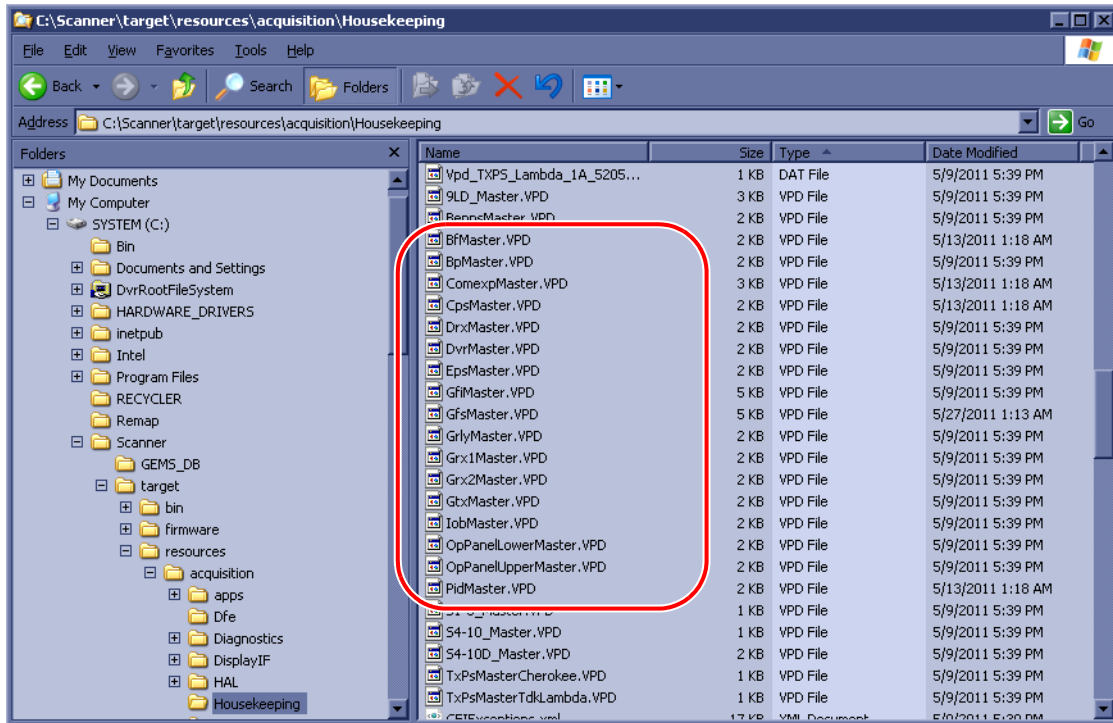 C:\Scanner\target\resources\acquisition\Housekeeping
File Edit View Favorites Tools Help
Back Search Folders
Address C:\Scanner\target\resources\acquisition\Housekeeping Go
Folders
My Documents
My Computer
SYSTEM (C:)
Bin
Documents and Settings
DvrRootFileSystem
HARDWARE_DRIVERS
inetpub
Intel
Program Files
RECYCLER
Remap
Scanner
GEMS_DB
target
bin
firmware
resources
acquisition
apps
Dfe
Diagnostics
DisplayIF
HAL
Housekeeping
Name Size Type Date Modified
Vpd_TXPS_Lambda_1A_5205... 1 KB DAT File 5/9/2011 5:39 PM
9LD_Master.VPD 3 KB VPD File 5/9/2011 5:39 PM
2 KB VPD File 5/9/2011 5:39 PM
BfMaster.VPD 2 KB VPD File 5/13/2011 1:18 AM
BpMaster.VPD 2 KB VPD File 5/9/2011 5:39 PM
ComexpMaster.VPD 3 KB VPD File 5/13/2011 1:18 AM
CpsMaster.VPD 2 KB VPD File 5/13/2011 1:18 AM
DrxMaster.VPD 2 KB VPD File 5/9/2011 5:39 PM
DvrMaster.VPD 2 KB VPD File 5/9/2011 5:39 PM
EpsMaster.VPD 2 KB VPD File 5/9/2011 5:39 PM
GfiMaster.VPD 5 KB VPD File 5/9/2011 5:39 PM
GfsMaster.VPD 5 KB VPD File 5/27/2011 1:13 AM
GrlyMaster.VPD 2 KB VPD File 5/9/2011 5:39 PM
Grx1Master.VPD 2 KB VPD File 5/9/2011 5:39 PM
Grx2Master.VPD 2 KB VPD File 5/9/2011 5:39 PM
GtxMaster.VPD 2 KB VPD File 5/9/2011 5:39 PM
IobMaster.VPD 2 KB VPD File 5/9/2011 5:39 PM
OpPanelLowerMaster.VPD 2 KB VPD File 5/9/2011 5:39 PM
OpPanelUpperMaster.VPD 2 KB VPD File 5/9/2011 5:39 PM
PidMaster.VPD 2 KB VPD File 5/13/2011 1:18 AM
1 KB VPD File 5/9/2011 5:39 PM
S4-10_Master.VPD 1 KB VPD File 5/9/2011 5:39 PM
S4-10D_Master.VPD 2 KB VPD File 5/9/2011 5:39 PM
TxPsMasterCherokee.VPD 1 KB VPD File 5/9/2011 5:39 PM
TxPsMasterTdkLambda.VPD 1 KB VPD File 5/9/2011 5:39 PM
17 KB XML Document 5/9/2011 5:39 PM